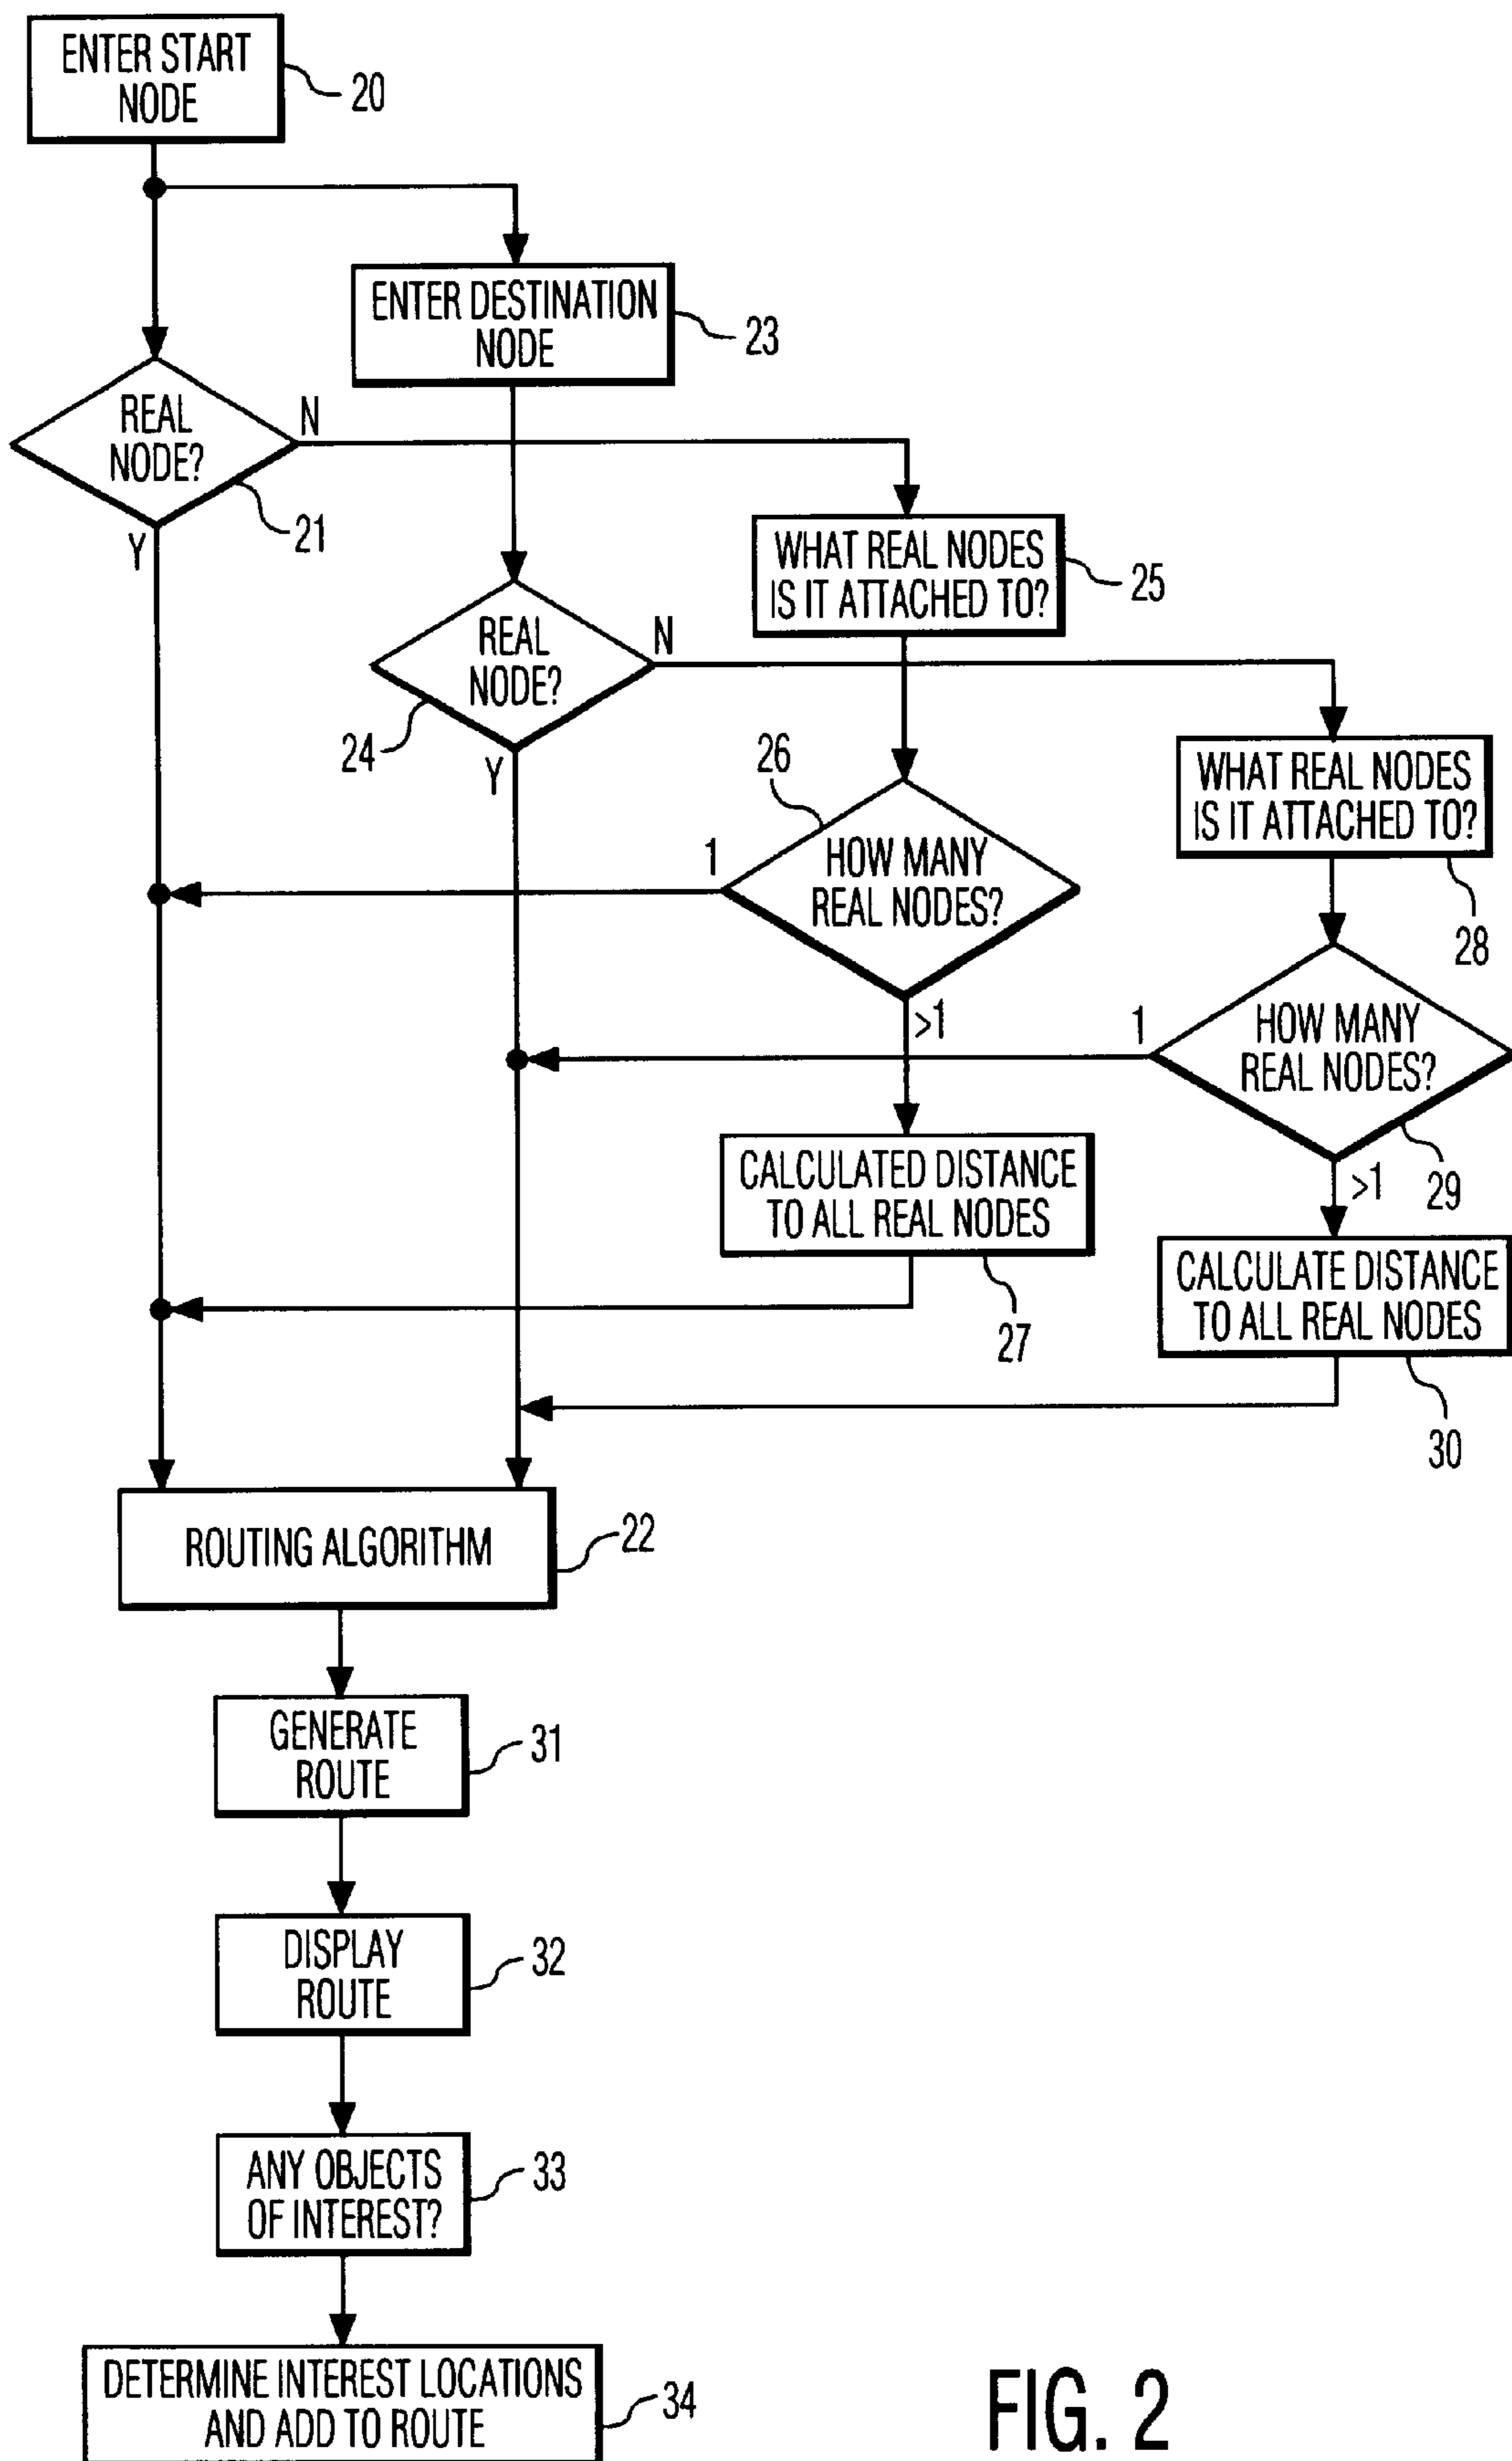 ENTER START
NODE
20
ENTER DESTINATION
NODE
23
REAL
NODE?
N
Y
21
WHAT REAL NODES
IS IT ATTACHED TO?
25
REAL
NODE?
N
Y
24
WHAT REAL NODES
IS IT ATTACHED TO?
28
26
HOW MANY
REAL NODES?
1
>1
HOW MANY
REAL NODES?
1
>1
29
CALCULATED DISTANCE
TO ALL REAL NODES
27
CALCULATE DISTANCE
TO ALL REAL NODES
30
ROUTING ALGORITHM
22
GENERATE
ROUTE
31
DISPLAY
ROUTE
32
ANY OBJECTS
OF INTEREST?
33
DETERMINE INTEREST LOCATIONS
AND ADD TO ROUTE
34
FIG. 2